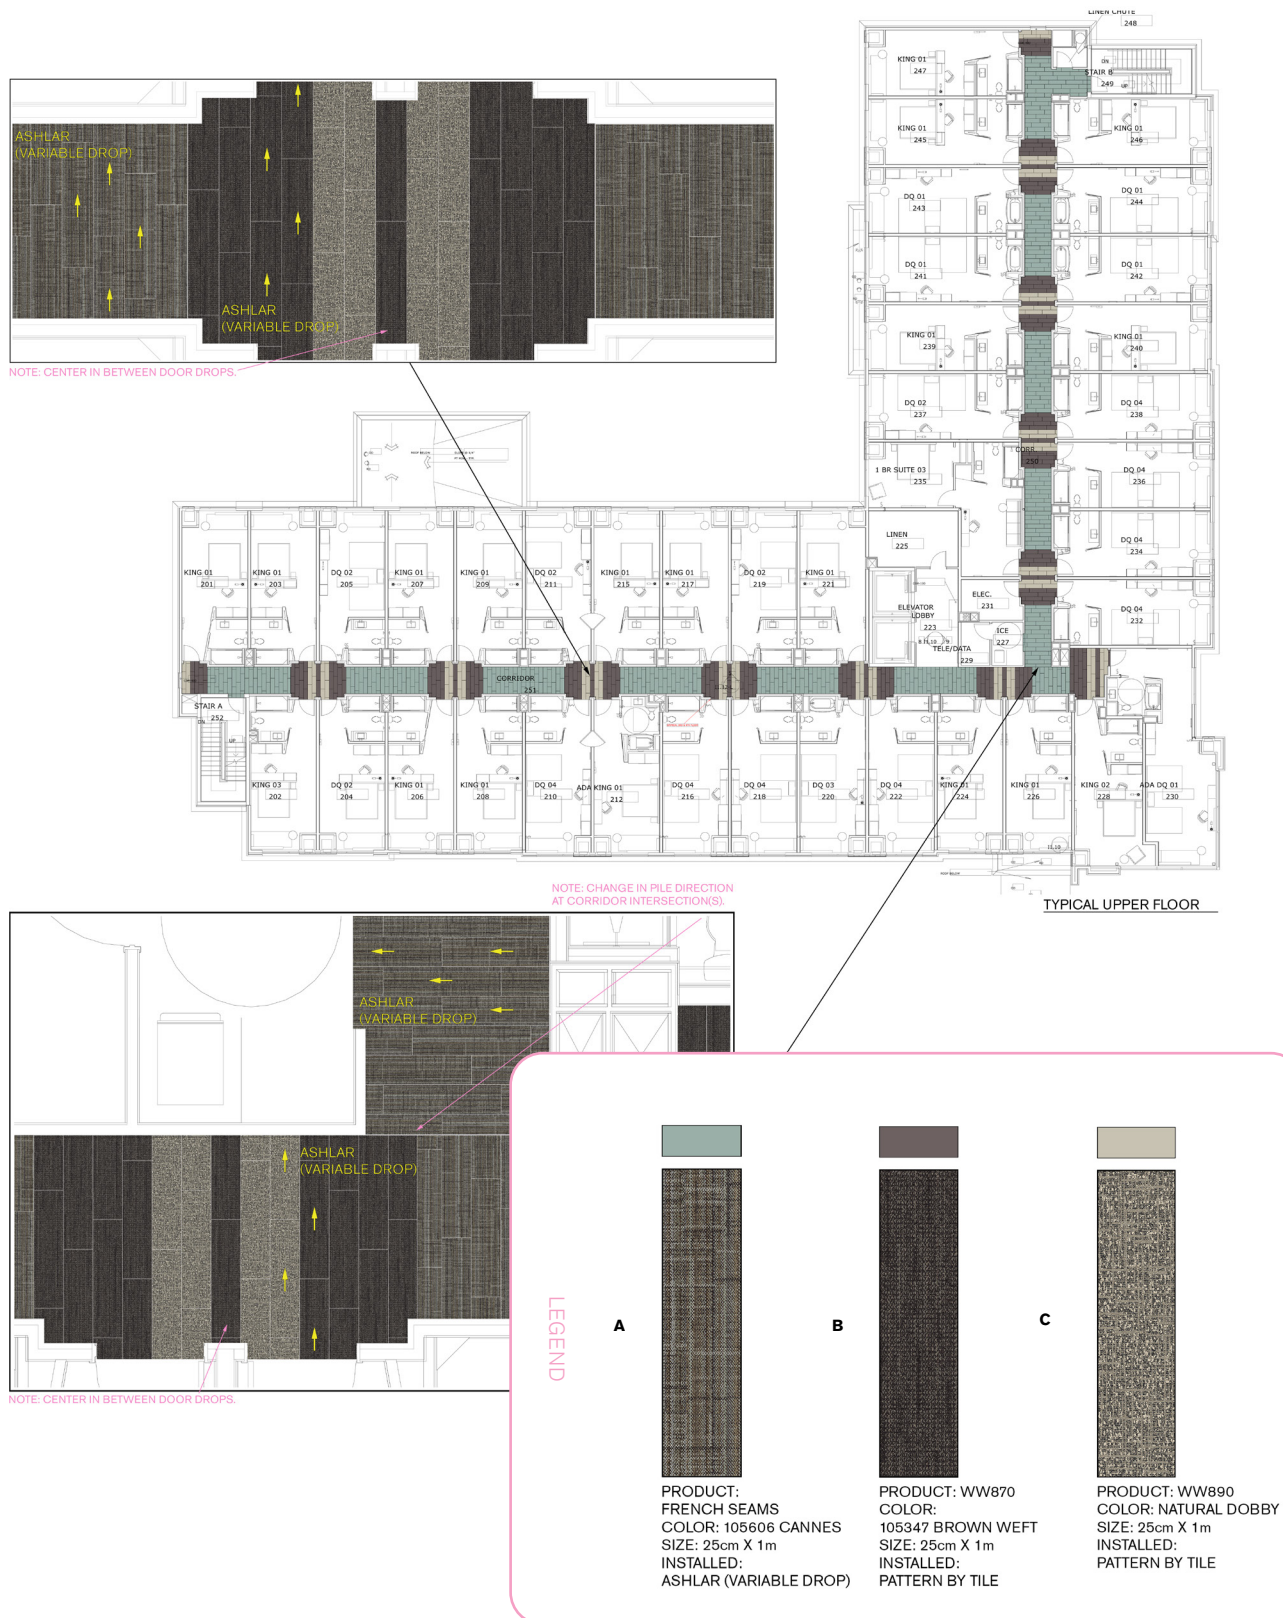 LINEN CHUTE
248
KING 01
247
DN
STAIR B
249
UP
KING 01
245
KING 01
246
DQ 01
243
DQ 01
244
DQ 01
241
DQ 01
242
KING 01
239
KING 01
240
DQ 02
237
DQ 04
238
CORR.
250
1 BR SUITE 03
235
DQ 04
236
LINEN
225
DQ 04
234
ELEC.
231
ELEVATOR
LOBBY
223
DQ 04
232
ICE
227
TELE/DATA
229
ASHLAR
(VARIABLE DROP)
ASHLAR
(VARIABLE DROP)
NOTE: CENTER IN BETWEEN DOOR DROPS.
KING 01
201
KING 01
203
DQ 02
205
KING 01
207
KING 01
209
DQ 02
211
KING 01
215
KING 01
217
DQ 02
219
KING 01
221
CORRIDOR
251
STAIR A
252
DN
UP
KING 03
202
DQ 02
204
KING 01
206
KING 01
208
DQ 04
210
ADA KING 01
212
DQ 04
216
DQ 04
218
DQ 03
220
DQ 04
222
KING 01
224
KING 01
226
KING 02
228
ADA DQ 01
230
TYPICAL UPPER FLOOR
NOTE: CHANGE IN PILE DIRECTION
AT CORRIDOR INTERSECTION(S).
ASHLAR
(VARIABLE DROP)
ASHLAR
(VARIABLE DROP)
NOTE: CENTER IN BETWEEN DOOR DROPS.
LEGEND
A
PRODUCT:
FRENCH SEAMS
COLOR: 105606 CANNES
SIZE: 25cm X 1m
INSTALLED:
ASHLAR (VARIABLE DROP)
B
PRODUCT: WW870
COLOR:
105347 BROWN WEFT
SIZE: 25cm X 1m
INSTALLED:
PATTERN BY TILE
C
PRODUCT: WW890
COLOR: NATURAL DOBBY
SIZE: 25cm X 1m
INSTALLED:
PATTERN BY TILE